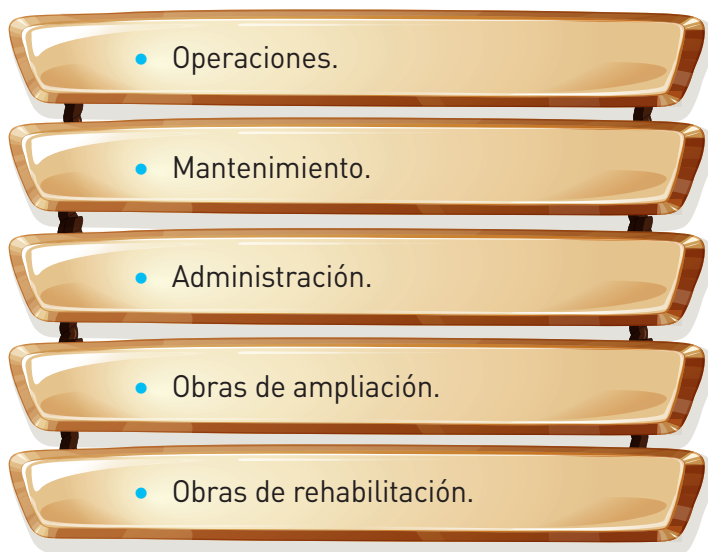 • Operaciones.
• Mantenimiento.
• Administración.
• Obras de ampliación.
• Obras de rehabilitación.